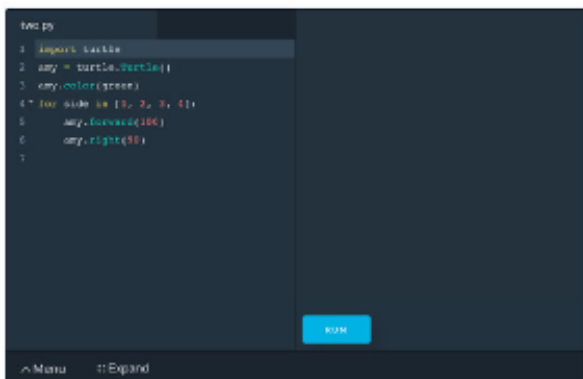 two.py
1 import turtle
2 amy = turtle.Turtle()
3 amy.color(green)
4 for side in [1, 2, 3, 4]:
5 amy.forward(100)
6 amy.right(90)
7
RUN
Menu
Expand